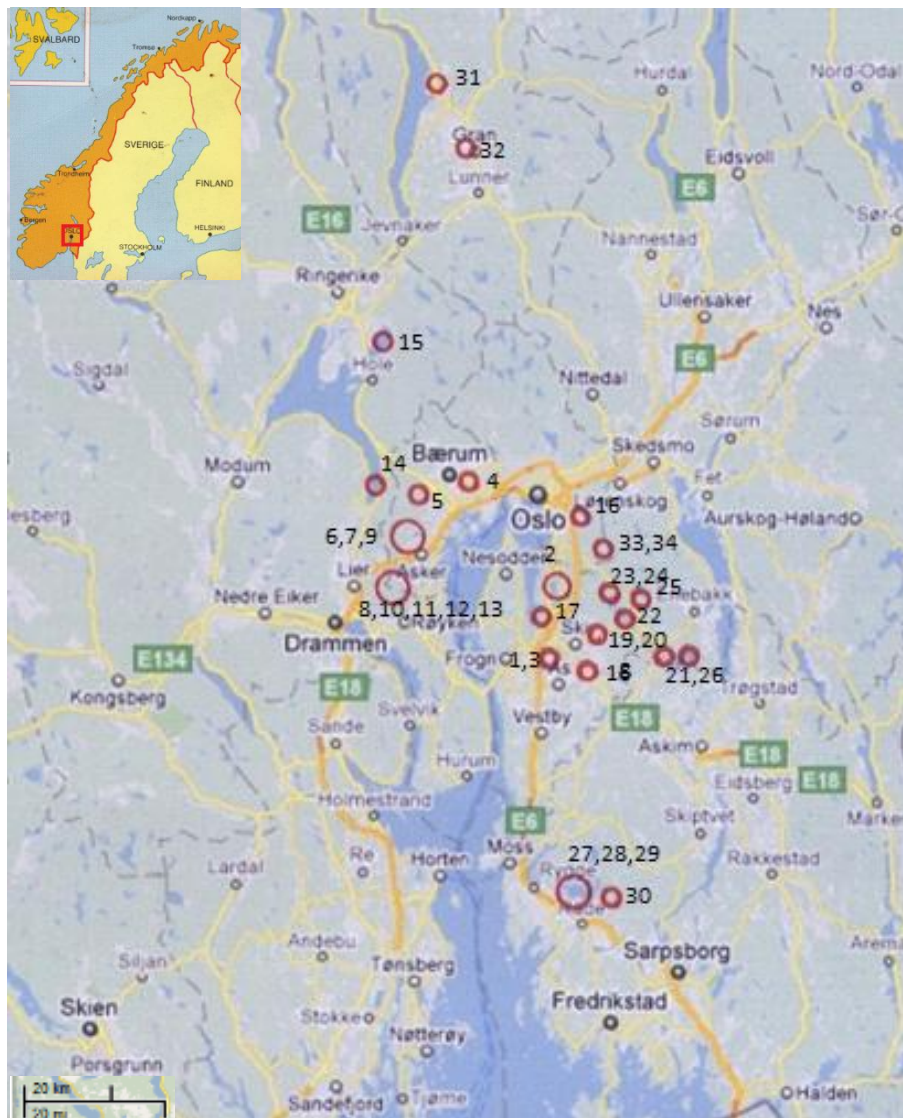 SVALBARD
Nordkapp
Tromsø
SVERIGE
FINLAND
Trondheim
Bergen
OSLO
STOCKHOLM
HELSINKI
31
Hurdal
Nord-Odal
Gran
32
Lunner
Eidsvoll
E6
E16
Jevnaker
Nannestad
Ringerike
Ullensaker
Nes
15
Hole
E6
Sigdal
Nittedal
Sørum
Skedsmo
Bærum
Modum
14
4
5
Fet
Lørenskog
Oslo
16
Aurskog-Høland
6,7,9
33,34
Nesodden
2
Asker
Lier
23,24
25
Nedre Eiker
8,10,11,12,13
17
22
Røyken
Drammen
19,20
E134
Frogn
1,3
21,26
Kongsberg
E18
Trøgstad
Svelvik
E18
Sande
Vestby
Askim
E18
Hurum
Eidsberg
E18
Holmestrand
E6
Skiptvet
Moss
27,28,29
Re
Horten
Rygge
Rakkestad
Lardal
30
Råde
Andebu
Sarpsborg
Siljan
Tønsberg
Skien
Fredrikstad
Stokke
Nøtterøy
Porsgrunn
20 km
20 mi
Sandefjord
Tjøme
Halden